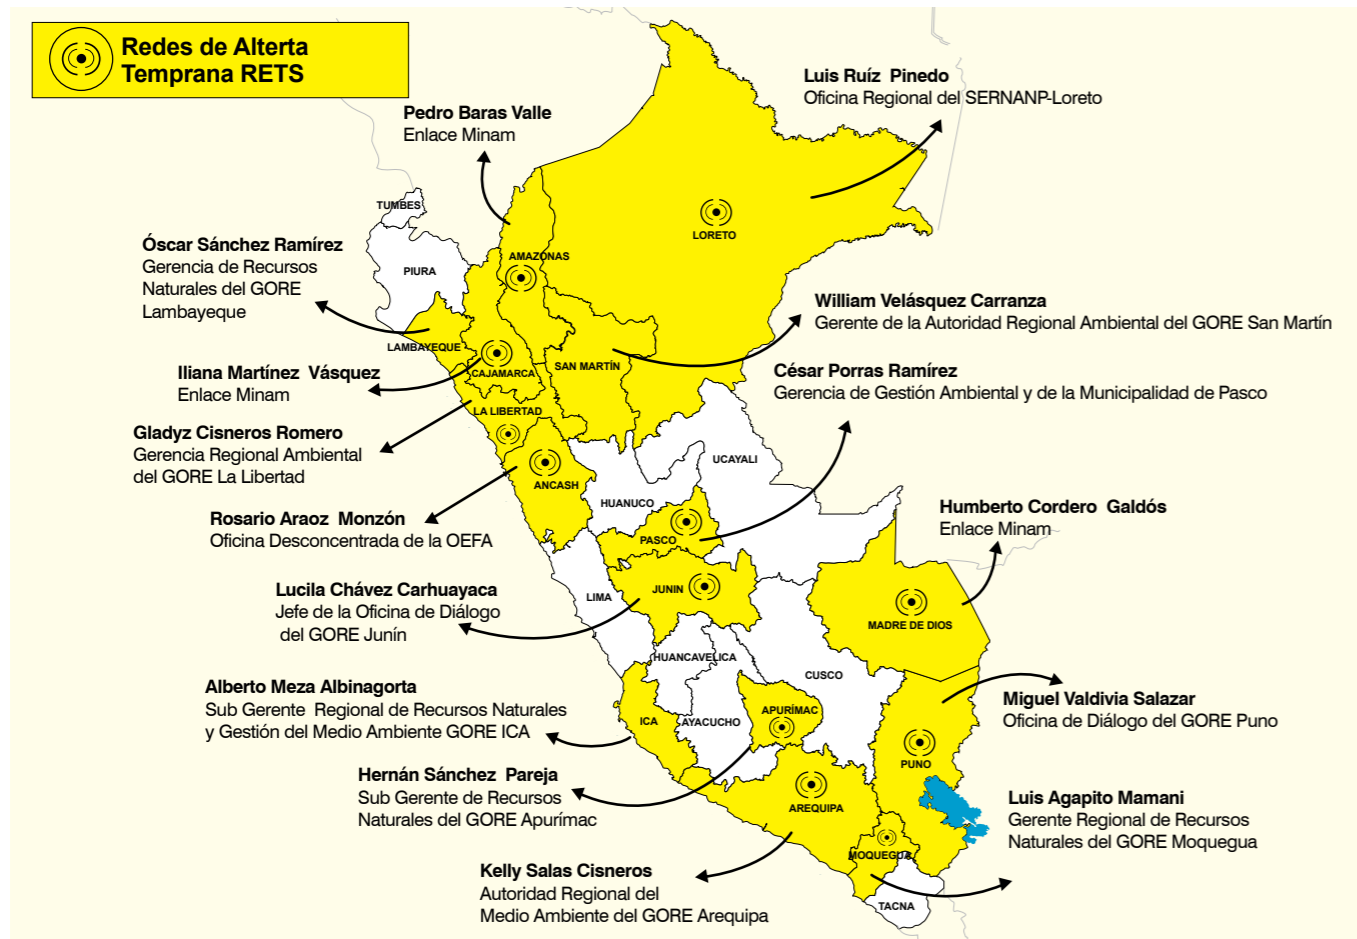 Redes de Alterta
Temprana RETS
Luis Ruíz Pinedo
Oficina Regional del SERNANP-Loreto
Pedro Baras Valle
Enlace Minam
TUMBES
LORETO
Óscar Sánchez Ramírez
Gerencia de Recursos
Naturales del GORE
Lambayeque
AMAZONAS
PIURA
William Velásquez Carranza
Gerente de la Autoridad Regional Ambiental del GORE San Martín
LAMBAYEQUE
Iliana Martínez Vásquez
Enlace Minam
CAJAMARCA
SAN MARTÍN
César Porras Ramírez
Gerencia de Gestión Ambiental y de la Municipalidad de Pasco
LA LIBERTAD
Gladyz Cisneros Romero
Gerencia Regional Ambiental
del GORE La Libertad
UCAYALI
ANCASH
HUANUCO
Rosario Araoz Monzón
Oficina Desconcentrada de la OEFA
PASCO
Humberto Cordero Galdós
Enlace Minam
Lucila Chávez Carhuayaca
Jefe de la Oficina de Diálogo
del GORE Junín
LIMA
JUNIN
MADRE DE DIOS
HUANCAVELICA
CUSCO
Alberto Meza Albinagorta
Sub Gerente Regional de Recursos Naturales
y Gestión del Medio Ambiente GORE ICA
ICA
AYACUCHO
APURÍMAC
Miguel Valdivia Salazar
Oficina de Diálogo del GORE Puno
PUNO
Hernán Sánchez Pareja
Sub Gerente de Recursos
Naturales del GORE Apurímac
AREQUIPA
Luis Agapito Mamani
Gerente Regional de Recursos
Naturales del GORE Moquegua
MOQUEGUA
Kelly Salas Cisneros
Autoridad Regional del
Medio Ambiente del GORE Arequipa
TACNA